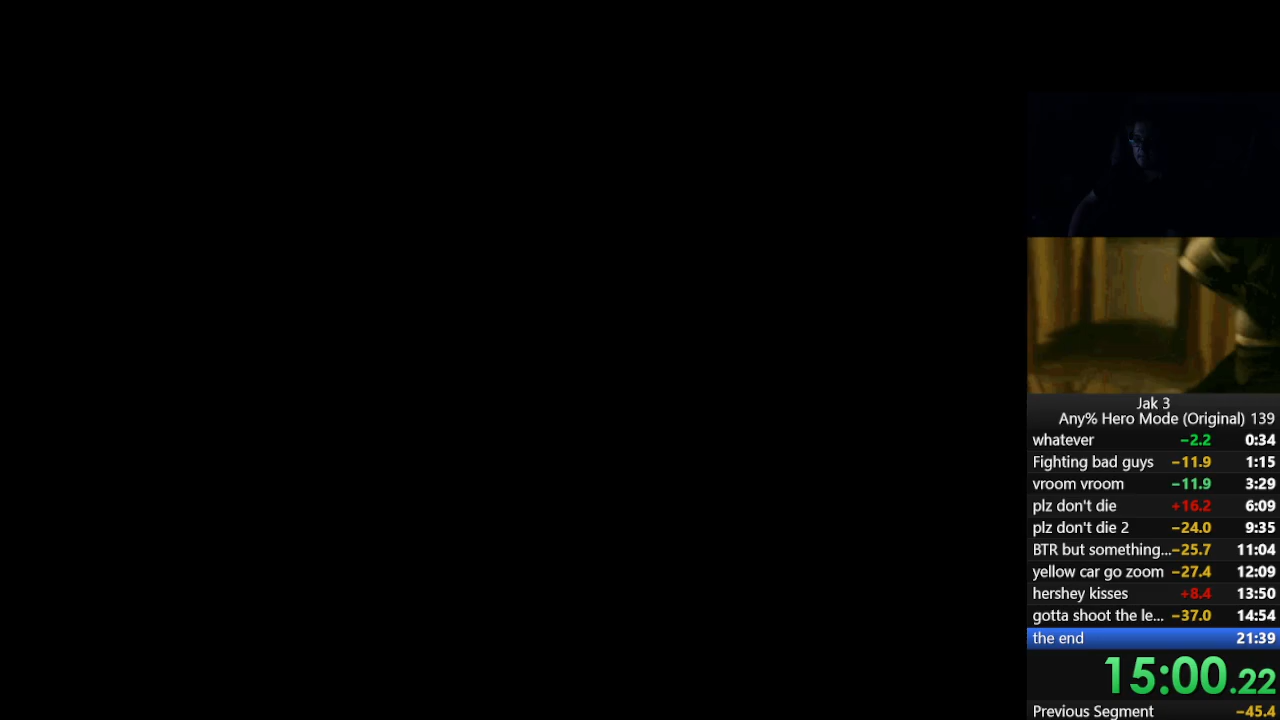 Jak 3
Any% Hero Mode (Original) 139
whatever −2.2 0:34
Fighting bad guys −11.9 1:15
vroom vroom −11.9 3:29
plz don't die +16.2 6:09
plz don't die 2 −24.0 9:35
BTR but something... −25.7 11:04
yellow car go zoom −27.4 12:09
hershey kisses +8.4 13:50
gotta shoot the le... −37.0 14:54
the end 21:39
15:00.22
Previous Segment −45.4